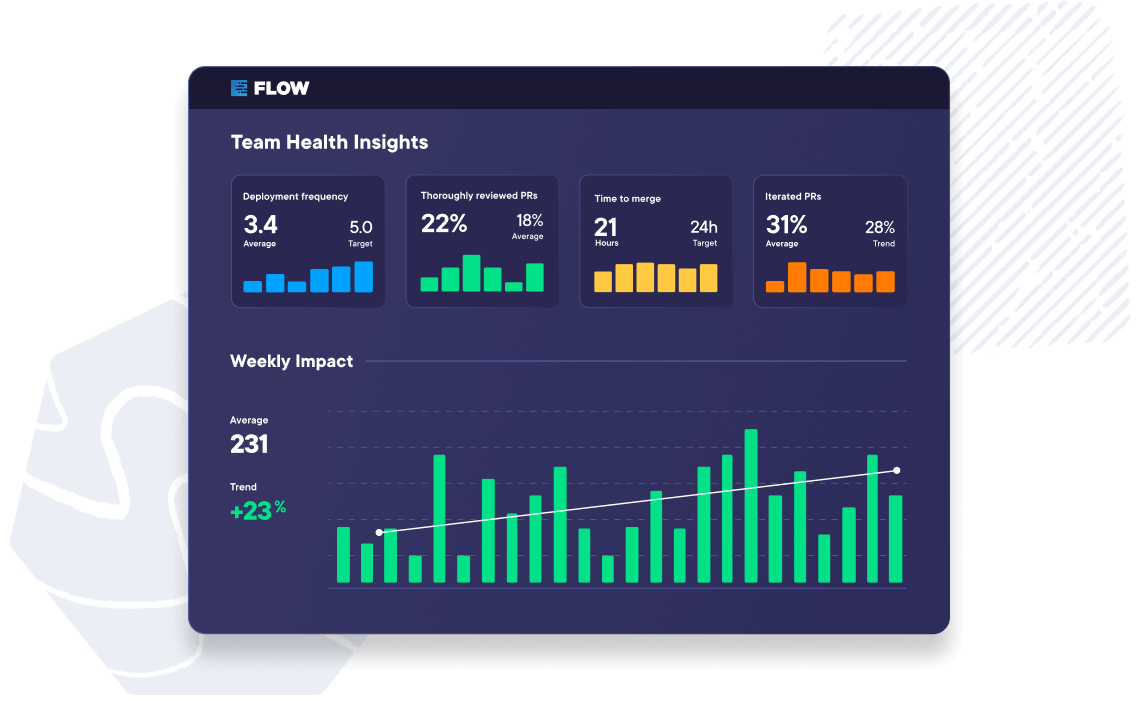 FLOW
Team Health Insights
Deployment frequency
3.4
Average
5.0
Target
Thoroughly reviewed PRs
22%
18%
Average
Time to merge
21
Hours
24h
Target
Iterated PRs
31%
Average
28%
Trend
Weekly Impact
Average
231
Trend
+23%